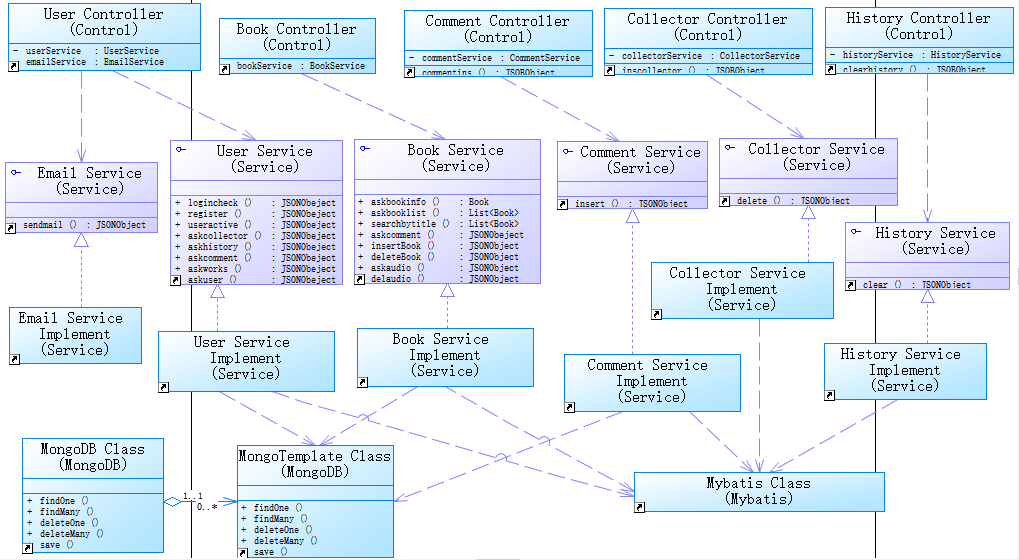 User Controller
(Control)
- userService : UserService
emailService : EmailService
Book Controller
(Control)
bookService : BookService
Comment Controller
(Control)
- commentService : CommentService
commentins () : JSOBObject
Collector Controller
(Control)
- collectorService : CollectorService
inscollector () : JSOBObject
History Controller
(Control)
- historyService : HistoryService
clearhistory () : JSONObject
Email Service
(Service)
sendmail () : JSONObject
User Service
(Service)
+ logincheck () : JSONObeject
+ register () : JSONObeject
+ useractive () : JSONObeject
+ askcollector () : JSONObeject
+ askhistory () : JSONObeject
+ askcomment () : JSONObeject
+ askworks () : JSONObeject
+ askuser () : JSONObeject
Book Service
(Service)
+ askbookinfo () : Book
+ askbooklist () : List<Book>
+ searchbytitle () : List<Book>
+ askcomment () : JSONObeject
+ insertBook () : JSONObeject
+ deleteBook () : JSONObeject
+ askaudio () : JSONObeject
+ delaudio () : JSONObeject
Comment Service
(Service)
insert () : JSONObject
Collector Service
(Service)
delete () : JSONObject
History Service
(Service)
clear () : JSONObject
Collector Service
Implement
(Service)
Email Service
Implement
(Service)
User Service
Implement
(Service)
Book Service
Implement
(Service)
Comment Service
Implement
(Service)
History Service
Implement
(Service)
MongoDB Class
(MongoDB)
+ findOne ()
+ findMany ()
+ deleteOne ()
+ deleteMany ()
+ save ()
1..1
0..*
MongoTemplate Class
(MongoDB)
+ findOne ()
+ findMany ()
+ deleteOne ()
+ deleteMany ()
+ save ()
Mybatis Class
(Mybatis)